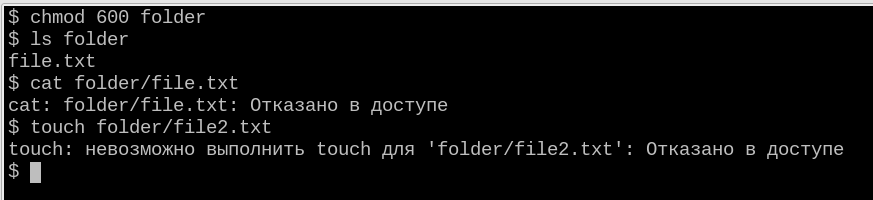 $ chmod 600 folder
$ ls folder
file.txt
$ cat folder/file.txt
cat: folder/file.txt: Отказано в доступе
$ touch folder/file2.txt
touch: невозможно выполнить touch для 'folder/file2.txt': Отказано в доступе
$